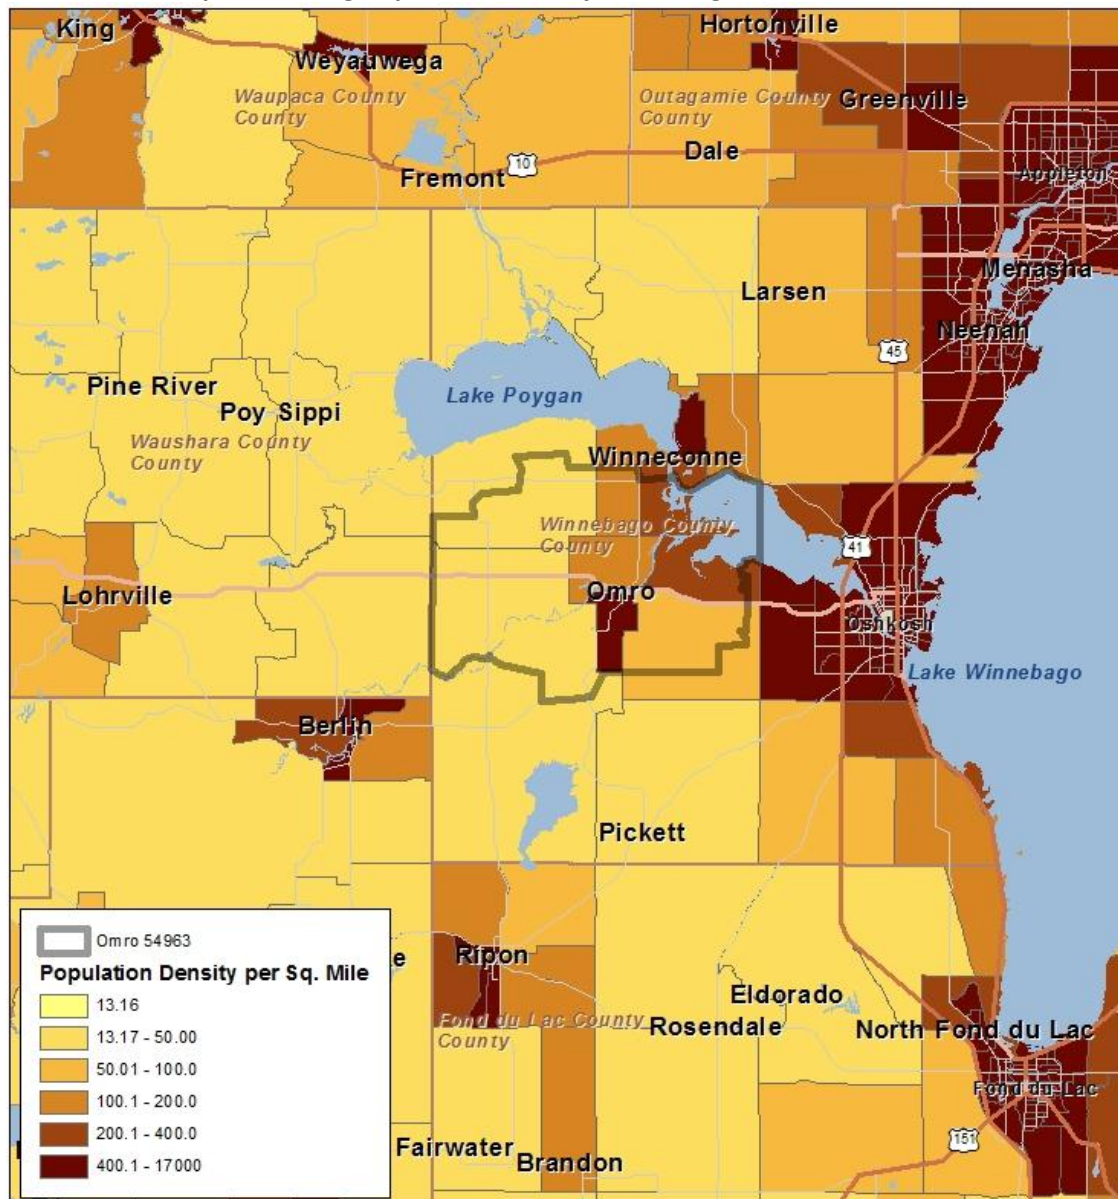 King
Hortonville
Weyauwega
Waupaca County
County
Outagamie County
County
Greenville
Dale
10
Fremont
Appleton
Menasha
Larsen
Neenah
45
Pine River
Lake Poygan
Poy Sippi
Waushara County
County
Winneconne
Winnebago County
County
41
Lohrville
Omro
Oshkosh
Lake Winnebago
Berlin
Pickett
Ripon
Eldorado
Fond du Lac County
County
Rosendale
North Fond du Lac
Fond du Lac
151
Fairwater
Brandon
Omro 54963
Population Density per Sq. Mile
13.16
13.17 - 50.00
50.01 - 100.0
100.1 - 200.0
200.1 - 400.0
400.1 - 17000